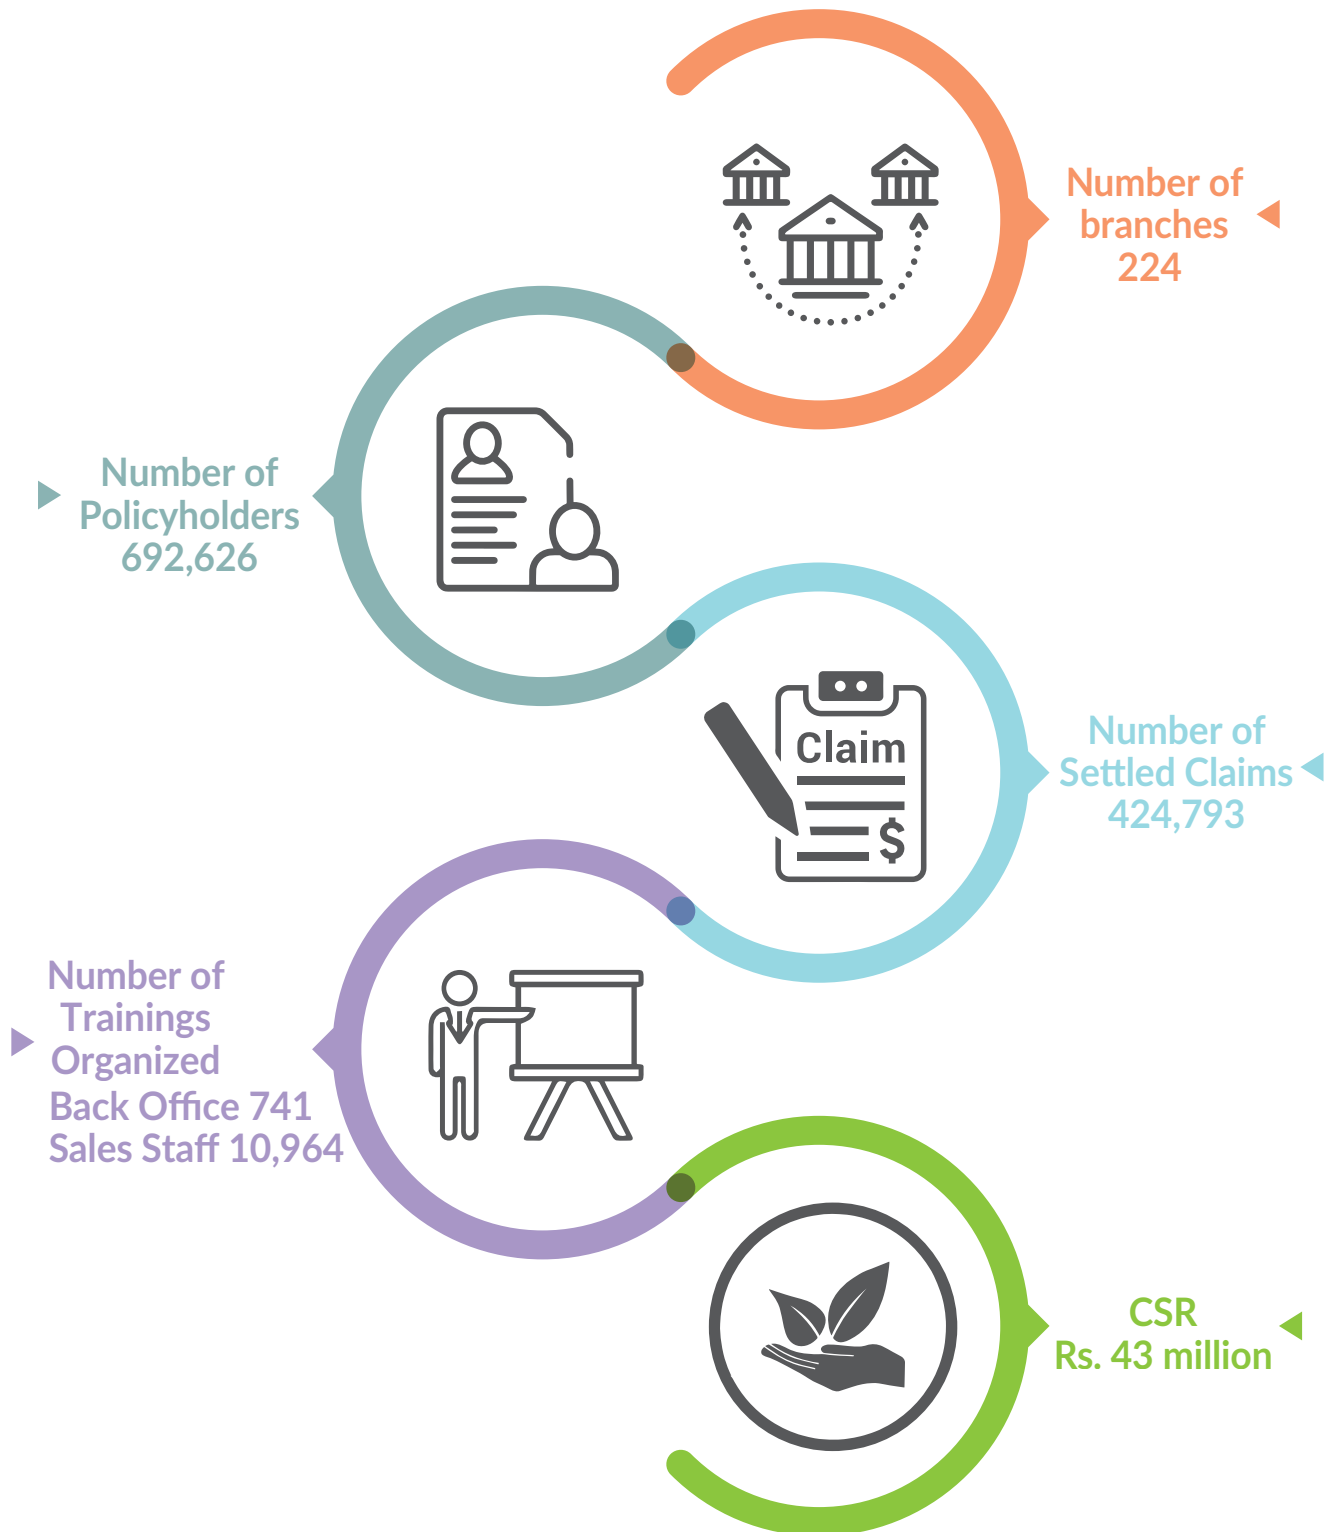 Number of
branches
224
Number of
Policyholders
692,626
Claim
$
Number of
Settled Claims
424,793
Number of
Trainings
Organized
Back Office 741
Sales Staff 10,964
CSR
Rs. 43 million